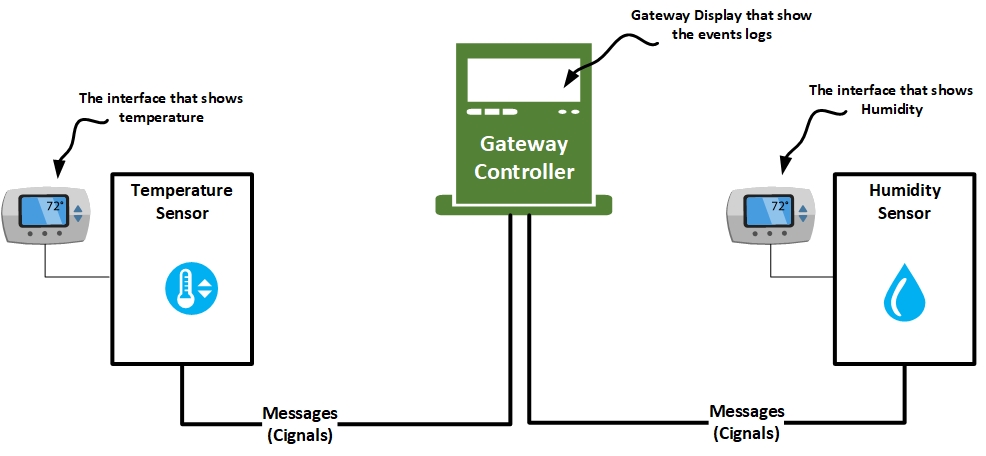 Gateway Display that show
the events logs
The interface that shows
temperature
The interface that shows
Humidity
Gateway
Controller
Temperature
Sensor
72°
Humidity
Sensor
72°
Messages
(Cignals)
Messages
(Cignals)